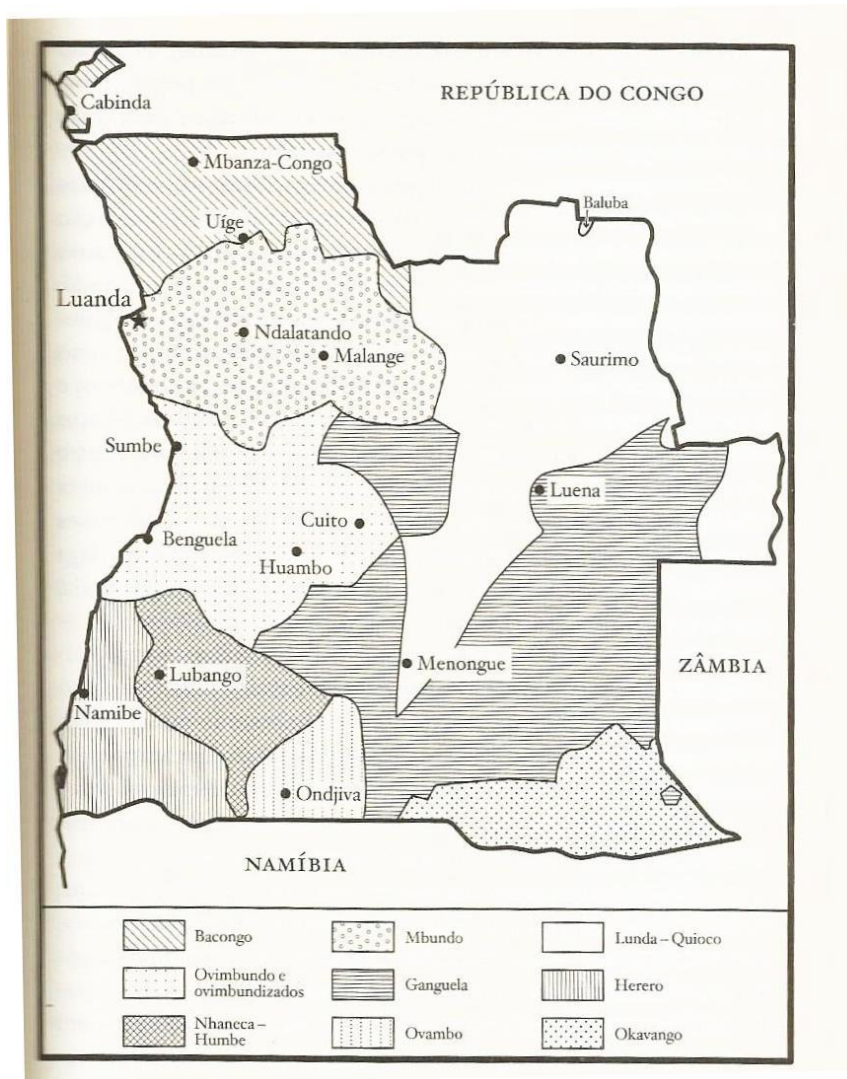 REPÚBLICA DO CONGO
Cabinda
Mbanza-Congo
Baluba
Uíge
Luanda
Ndalatando
Malange
Saurimo
Sumbe
Luena
Cuito
Benguela
Huambo
Menongue
ZÂMBIA
Lubango
Namibe
Ondjiva
NAMÍBIA
Bacongo
Mbundo
Lunda – Quioco
Ovimbundo e
ovimbundizados
Ganguela
Herero
Nhaneca –
Humbe
Ovambo
Okavango